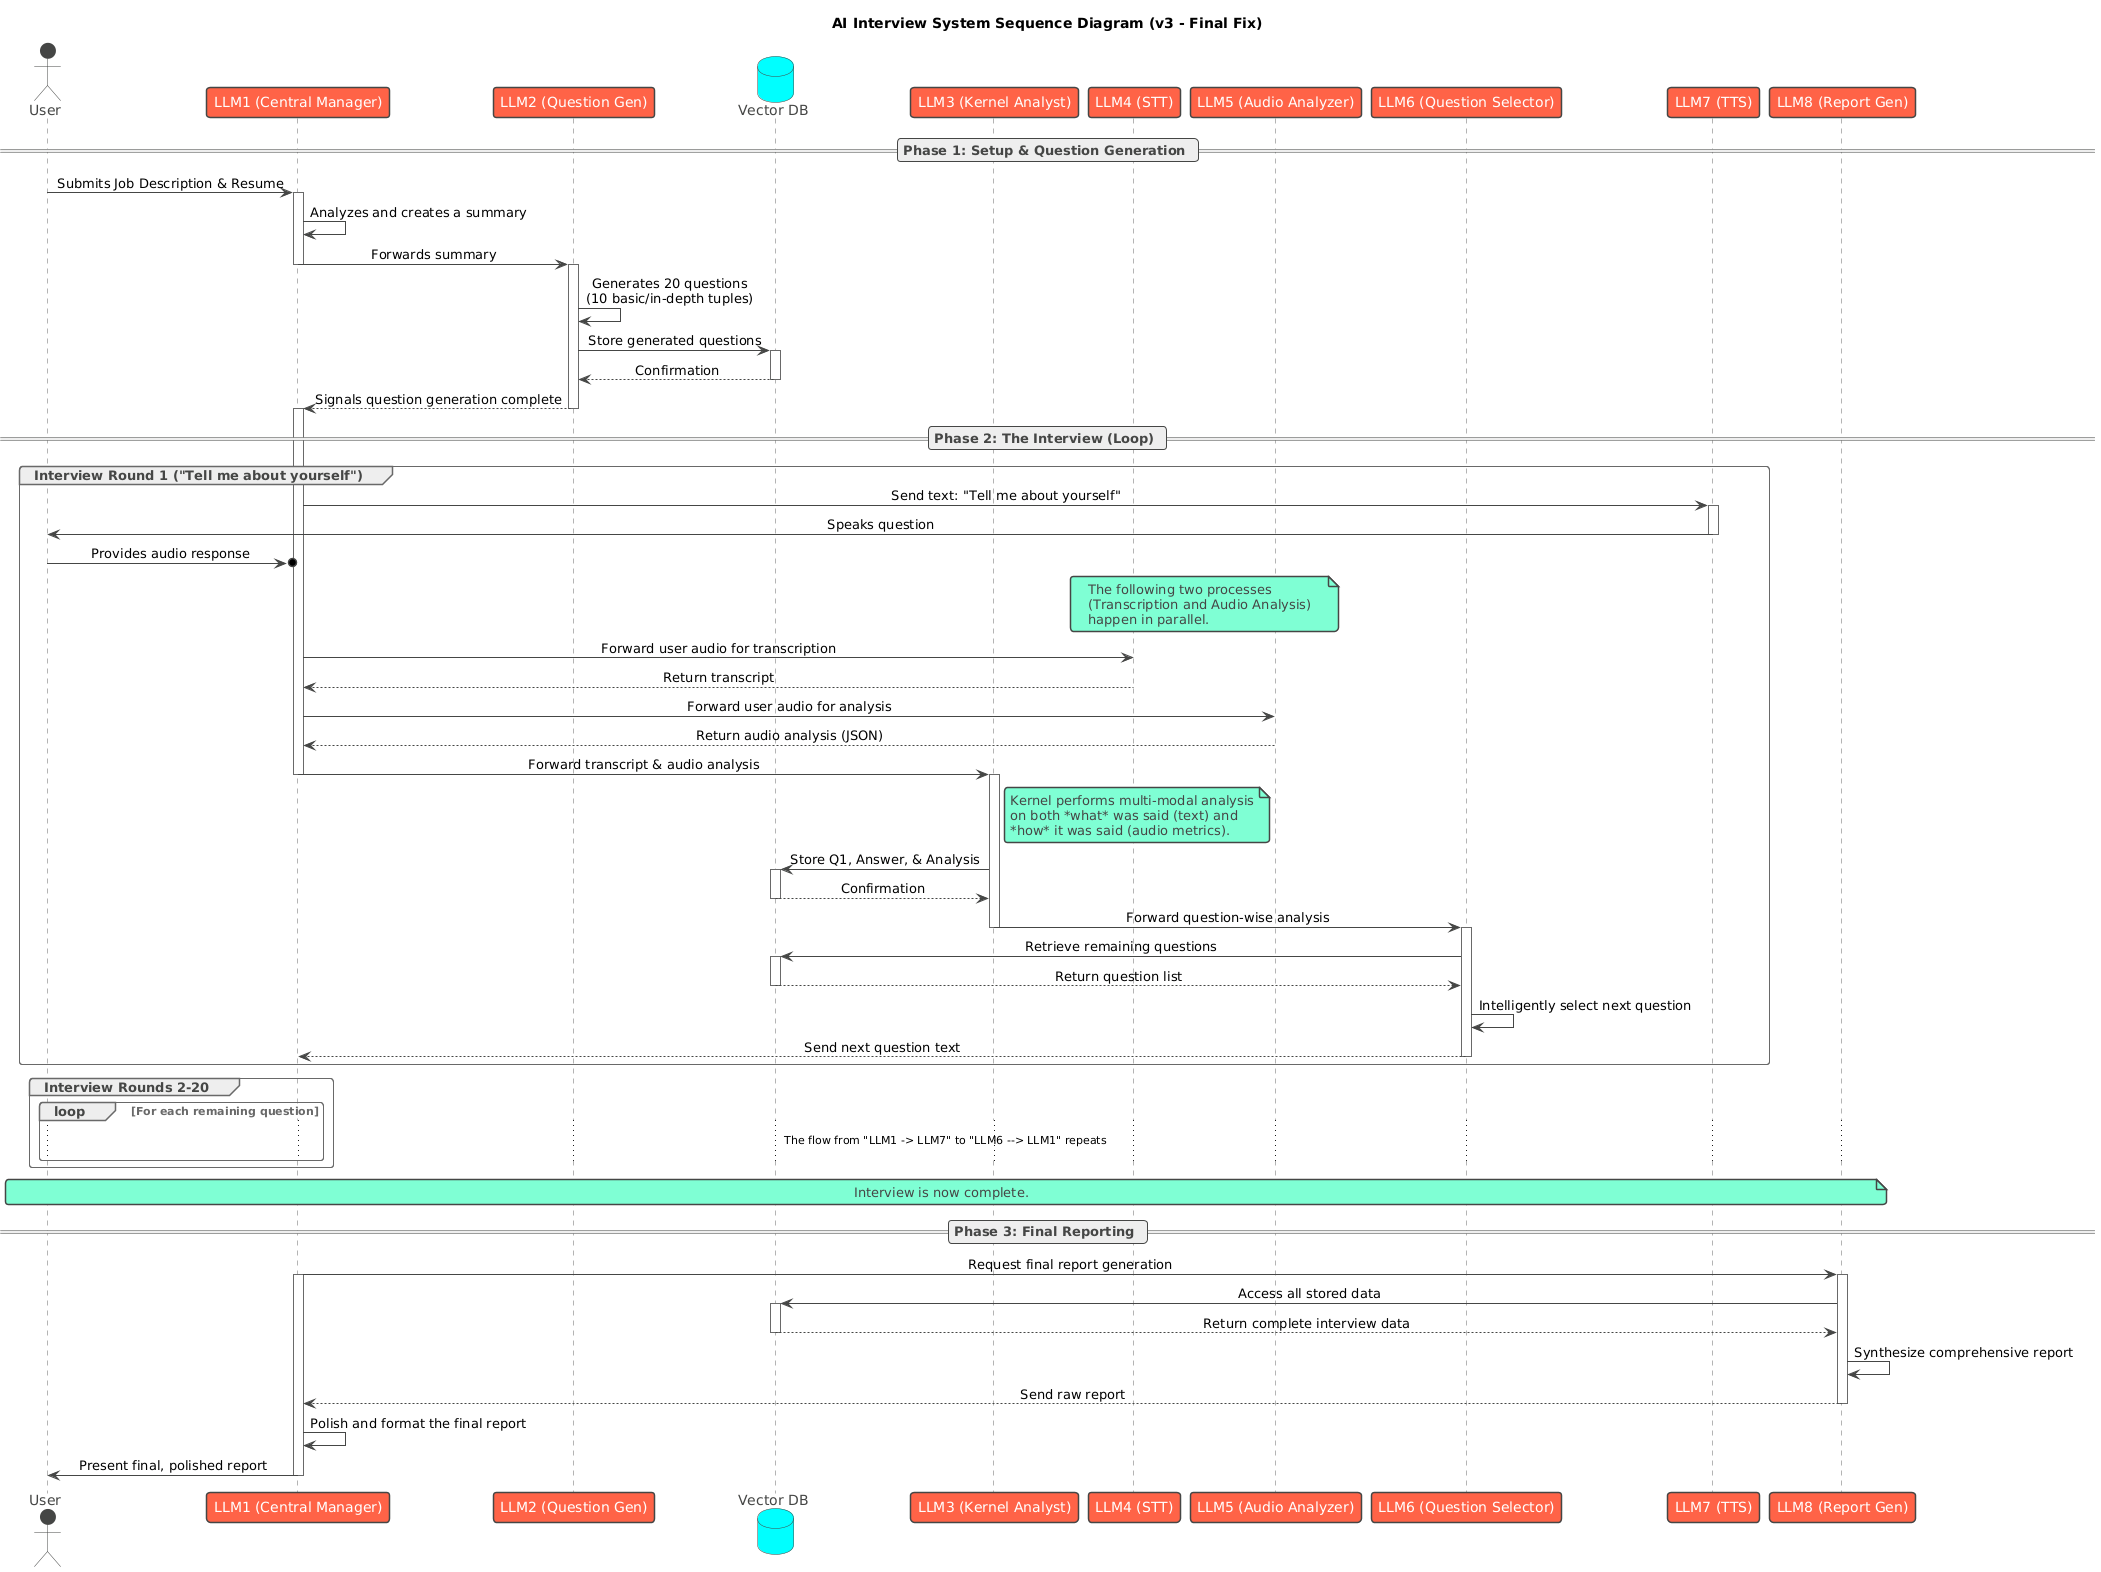 AI Interview System Sequence Diagram (v3 - Final Fix)
User
LLM1 (Central Manager)
LLM2 (Question Gen)
Vector DB
LLM3 (Kernel Analyst)
LLM4 (STT)
LLM5 (Audio Analyzer)
LLM6 (Question Selector)
LLM7 (TTS)
LLM8 (Report Gen)
Phase 1: Setup & Question Generation
Submits Job Description & Resume
Analyzes and creates a summary
Forwards summary
Generates 20 questions
(10 basic/in-depth tuples)
Store generated questions
Confirmation
Signals question generation complete
Phase 2: The Interview (Loop)
Interview Round 1 ("Tell me about yourself")
Send text: "Tell me about yourself"
Speaks question
Provides audio response
The following two processes
(Transcription and Audio Analysis)
happen in parallel.
Forward user audio for transcription
Return transcript
Forward user audio for analysis
Return audio analysis (JSON)
Forward transcript & audio analysis
Kernel performs multi-modal analysis
on both *what* was said (text) and
*how* it was said (audio metrics).
Store Q1, Answer, & Analysis
Confirmation
Forward question-wise analysis
Retrieve remaining questions
Return question list
Intelligently select next question
Send next question text
Interview Rounds 2-20
loop
[For each remaining question]
The flow from "LLM1 -> LLM7" to "LLM6 --> LLM1" repeats
Interview is now complete.
Phase 3: Final Reporting
Request final report generation
Access all stored data
Return complete interview data
Synthesize comprehensive report
Send raw report
Polish and format the final report
Present final, polished report
User
LLM1 (Central Manager)
LLM2 (Question Gen)
Vector DB
LLM3 (Kernel Analyst)
LLM4 (STT)
LLM5 (Audio Analyzer)
LLM6 (Question Selector)
LLM7 (TTS)
LLM8 (Report Gen)